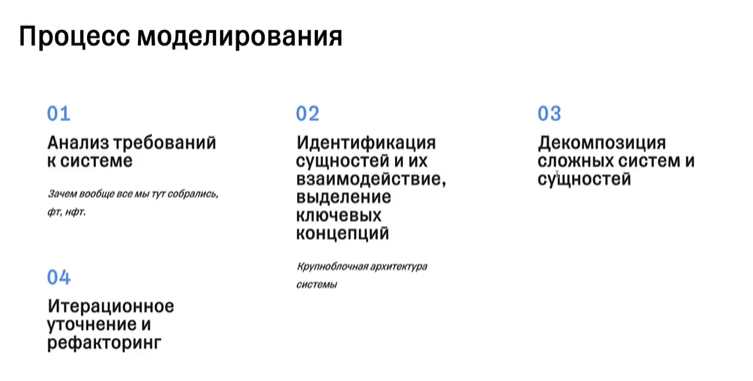 Процесс моделирования
01
Анализ требований
к системе
Зачем вообще все мы тут собрались,
фт, нфт.
02
Идентификация
сущностей и их
взаимодействие,
выделение
ключевых
концепций
Крупноблочная архитектура
системы
03
Декомпозиция
сложных систем и
сущностей
04
Итерационное
уточнение и
рефакторинг